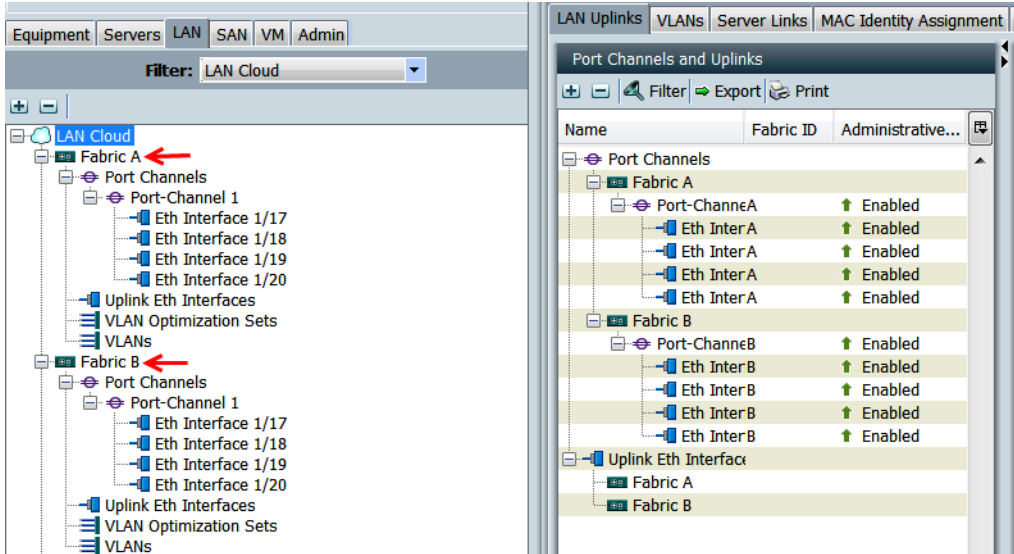 Equipment Servers LAN SAN VM Admin
Filter: LAN Cloud
LAN Cloud
Fabric A
Port Channels
Port-Channel 1
Eth Interface 1/17
Eth Interface 1/18
Eth Interface 1/19
Eth Interface 1/20
Uplink Eth Interfaces
VLAN Optimization Sets
VLANs
Fabric B
Port Channels
Port-Channel 1
Eth Interface 1/17
Eth Interface 1/18
Eth Interface 1/19
Eth Interface 1/20
Uplink Eth Interfaces
VLAN Optimization Sets
VLANs
LAN Uplinks VLANs Server Links MAC Identity Assignment
Port Channels and Uplinks
Filter Export Print
Name Fabric ID Administrative...
Port Channels
Fabric A
Port-Channe A Enabled
Eth Inter A Enabled
Eth Inter A Enabled
Eth Inter A Enabled
Eth Inter A Enabled
Fabric B
Port-Channe B Enabled
Eth Inter B Enabled
Eth Inter B Enabled
Eth Inter B Enabled
Eth Inter B Enabled
Uplink Eth Interface
Fabric A
Fabric B